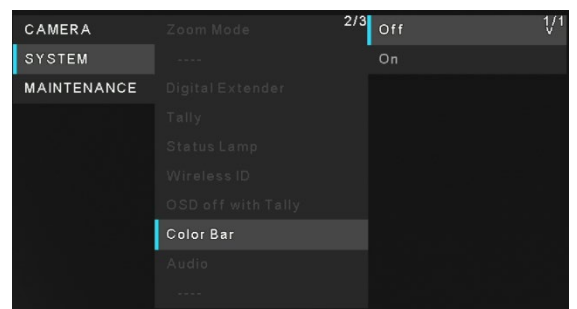 CAMERA
SYSTEM
MAINTENANCE
2/3
Zoom Mode
----
Digital Extender
Tally
Status Lamp
Wireless ID
OSD off with Tally
Color Bar
Audio
----
1/1
Off
On